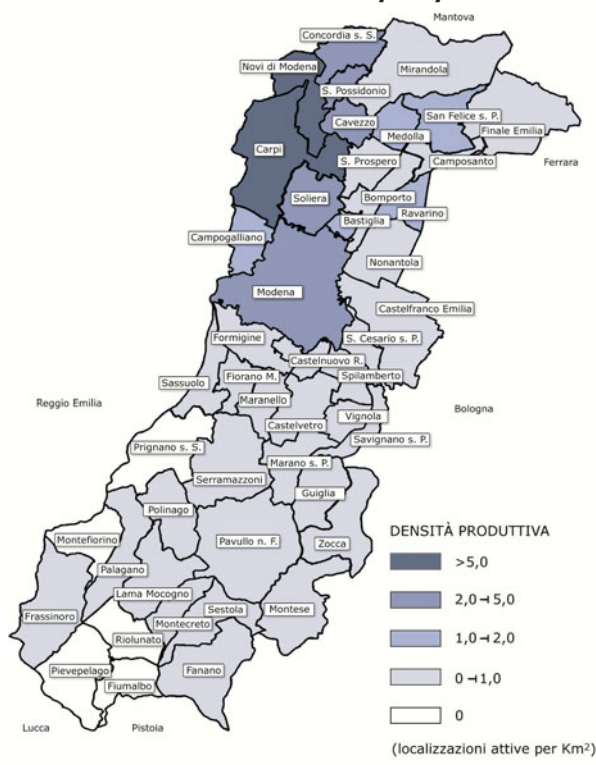 Mantova
Concordia s. S.
Novi di Modena
Mirandola
S. Possidonio
San Felice s. P.
Cavezzo
Medolla
Finale Emilia
Carpi
S. Prospero
Camposanto
Ferrara
Soliera
Bomporto
Ravarino
Bastiglia
Campogalliano
Nonantola
Modena
Castelfranco Emilia
Formigine
S. Cesario s. P.
Castelnuovo R.
Sassuolo
Fiorano M.
Spilamberto
Maranello
Reggio Emilia
Bologna
Vignola
Castelvetro
Savignano s. P.
Prignano s. S.
Marano s. P.
Serramazzoni
Guiglia
Polinago
Montefiorino
Pavullo n. F.
Zocca
Palagano
Lama Mocogno
Frassinoro
Sestola
Montese
Montecreto
Riolunato
Pievepelago
Fanano
Fiumalbo
Lucca
Pistoia
DENSITÀ PRODUTTIVA
>5,0
2,0⊣5,0
1,0⊣2,0
0⊣1,0
0
(localizzazioni attive per Km²)